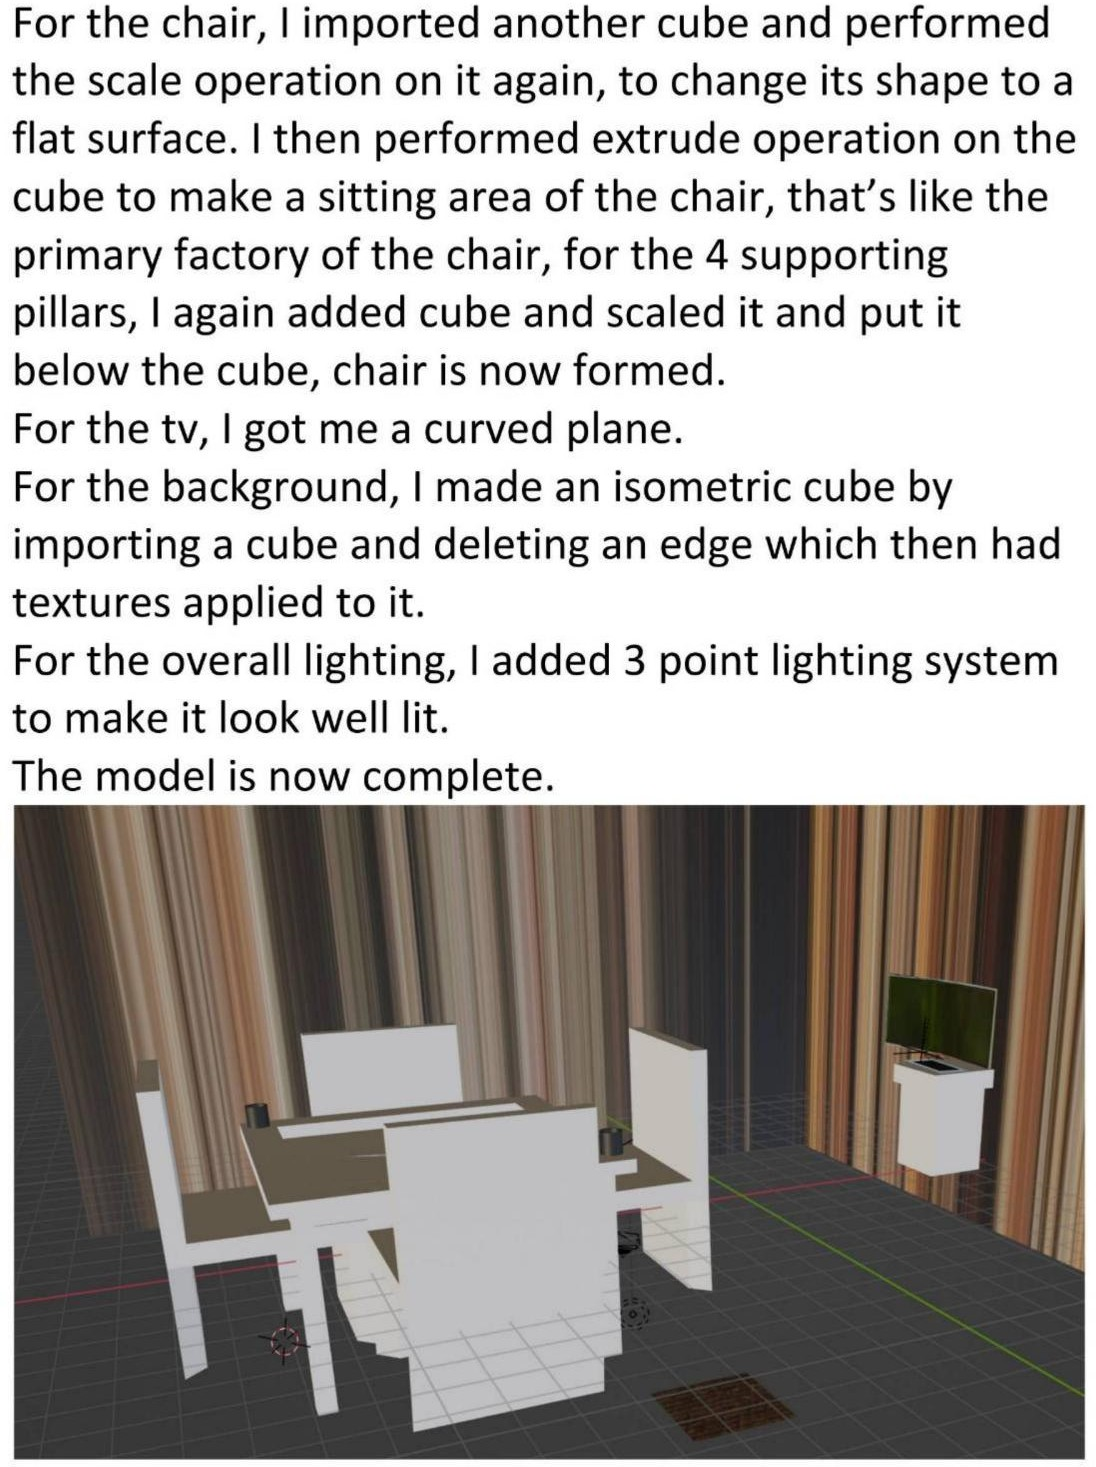 For the chair, I imported another cube and performed
the scale operation on it again, to change its shape to a
flat surface. I then performed extrude operation on the
cube to make a sitting area of the chair, that’s like the
primary factory of the chair, for the 4 supporting
pillars, I again added cube and scaled it and put it
below the cube, chair is now formed.
For the tv, I got me a curved plane.
For the background, I made an isometric cube by
importing a cube and deleting an edge which then had
textures applied to it.
For the overall lighting, I added 3 point lighting system
to make it look well lit.
The model is now complete.